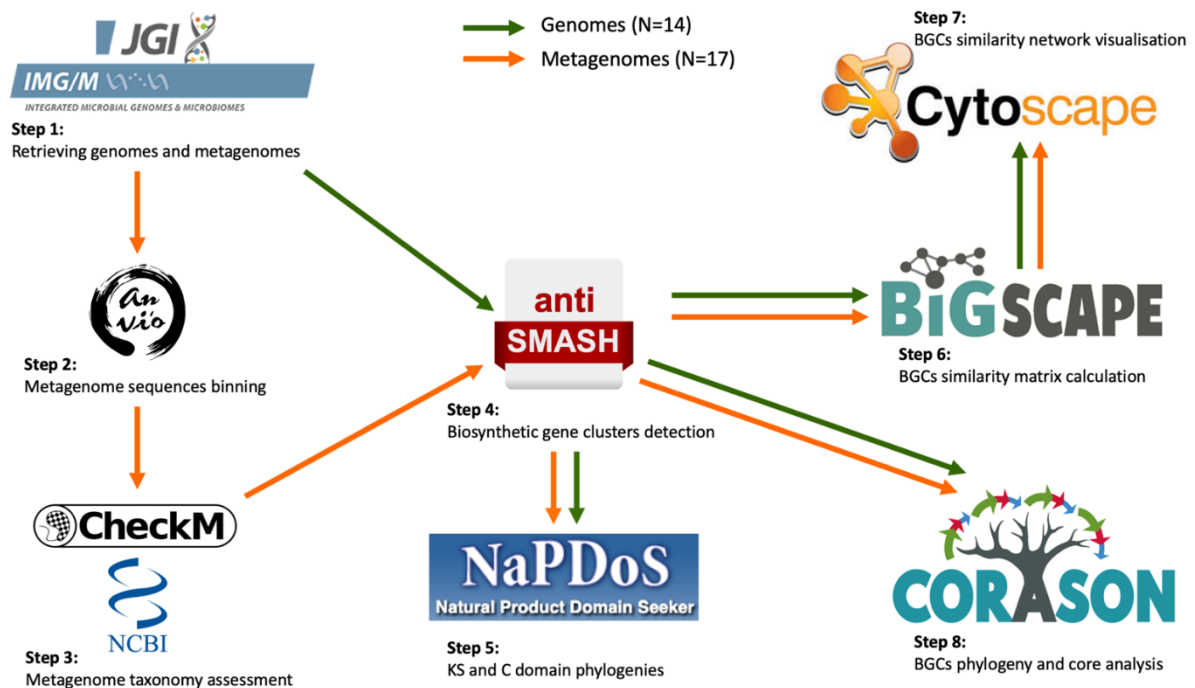 JGI
IMG/M
INTEGRATED MICROBIAL GENOMES & MICROBIOMES
Step 1:
Retrieving genomes and metagenomes
Genomes (N=14)
Metagenomes (N=17)
Step 7:
BGCs similarity network visualisation
Cytoscape
an
vi'o
Step 2:
Metagenome sequences binning
anti
SMASH
Step 4:
Biosynthetic gene clusters detection
BiGSCAPE
Step 6:
BGCs similarity matrix calculation
CheckM
NCBI
Step 3:
Metagenome taxonomy assessment
NaPDoS
Natural Product Domain Seeker
Step 5:
KS and C domain phylogenies
CORASON
Step 8:
BGCs phylogeny and core analysis